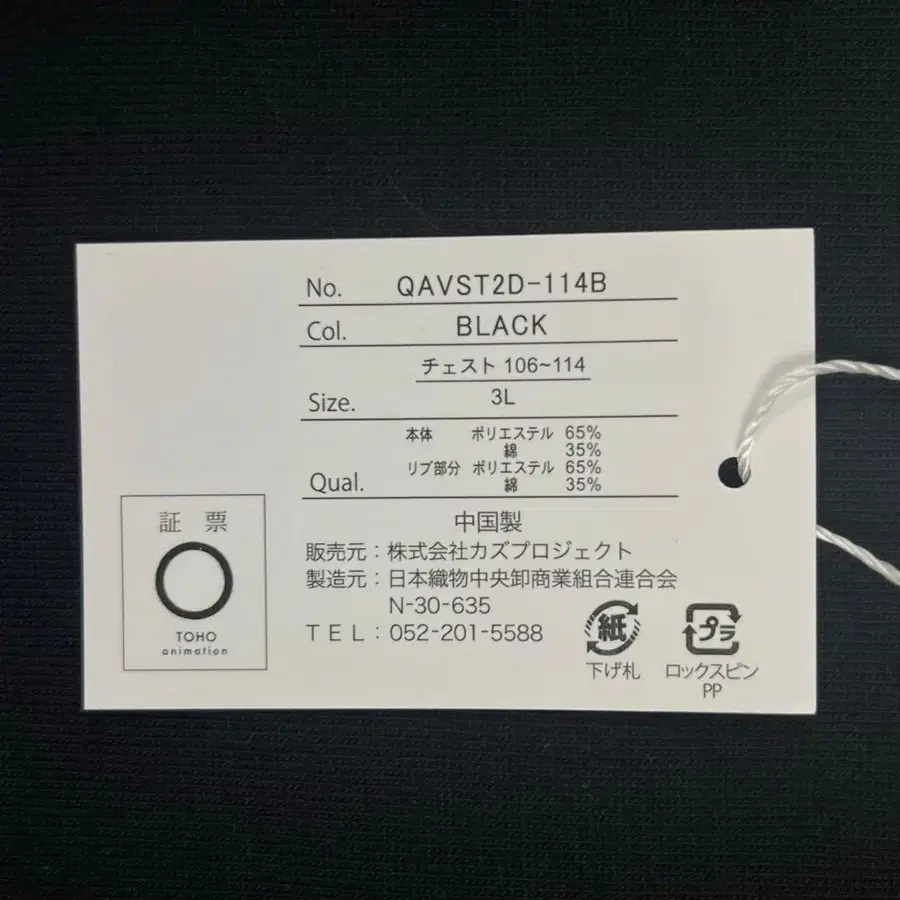 No. QAVST2D-114B
Col. BLACK
チェスト 106~114
Size. 3L
本体 ポリエステル 65%
綿 35%
リブ部分 ポリエステル 65%
Qual. 綿 35%
中国製
販売元：株式会社カズプロジェクト
製造元：日本織物中央卸商業組合連合会
N-30-635
TEL：052-201-5588
証票
TOHO
animation
紙
下げ札
プラ
ロックスピン
PP